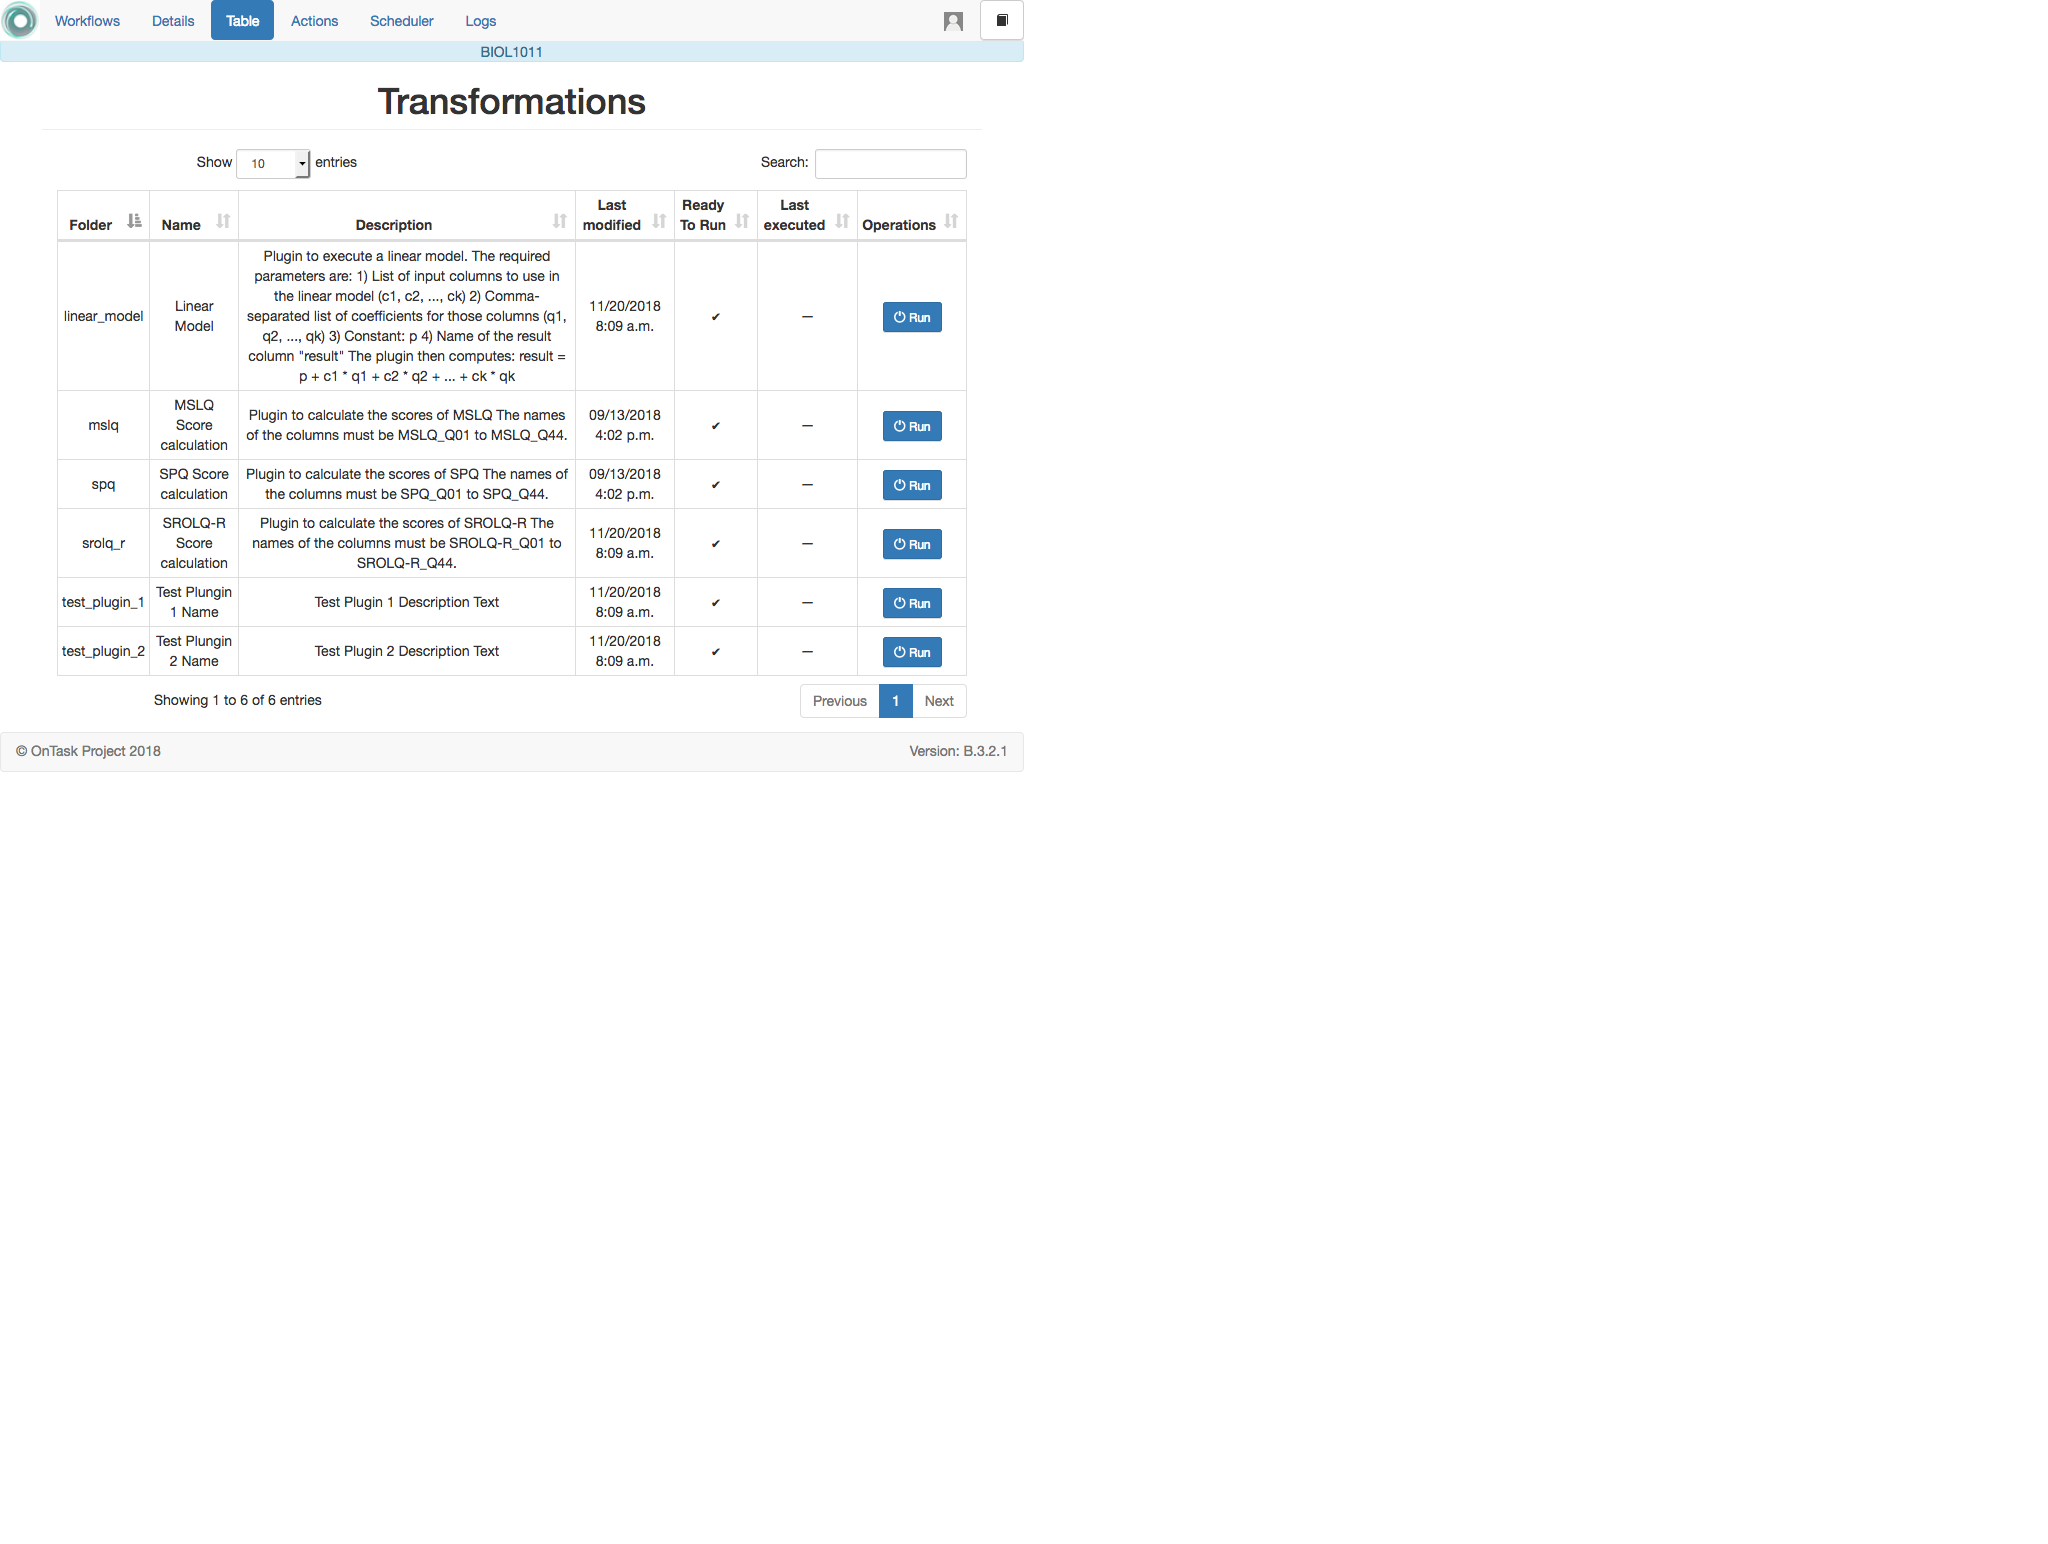 Workflows Details Table Actions Scheduler Logs
BIOL1011
Transformations
Show 10 entries Search:
Folder Name Description Last modified Ready To Run Last executed Operations
linear_model
Linear
Model
Plugin to execute a linear model. The required
parameters are: 1) List of input columns to use in
the linear model (c1, c2, ..., ck) 2) Comma-
separated list of coefficients for those columns (q1,
q2, ..., qk) 3) Constant: p 4) Name of the result
column "result" The plugin then computes: result =
p + c1 * q1 + c2 * q2 + ... + ck * qk
11/20/2018
8:09 a.m.
✔ — Run
mslq
MSLQ
Score
calculation
Plugin to calculate the scores of MSLQ The names
of the columns must be MSLQ_Q01 to MSLQ_Q44.
09/13/2018
4:02 p.m.
✔ — Run
spq
SPQ Score
calculation
Plugin to calculate the scores of SPQ The names of
the columns must be SPQ_Q01 to SPQ_Q44.
09/13/2018
4:02 p.m.
✔ — Run
srolq_r
SROLQ-R
Score
calculation
Plugin to calculate the scores of SROLQ-R The
names of the columns must be SROLQ-R_Q01 to
SROLQ-R_Q44.
11/20/2018
8:09 a.m.
✔ — Run
test_plugin_1
Test Plungin
1 Name
Test Plugin 1 Description Text
11/20/2018
8:09 a.m.
✔ — Run
test_plugin_2
Test Plungin
2 Name
Test Plugin 2 Description Text
11/20/2018
8:09 a.m.
✔ — Run
Showing 1 to 6 of 6 entries Previous 1 Next
© OnTask Project 2018 Version: B.3.2.1